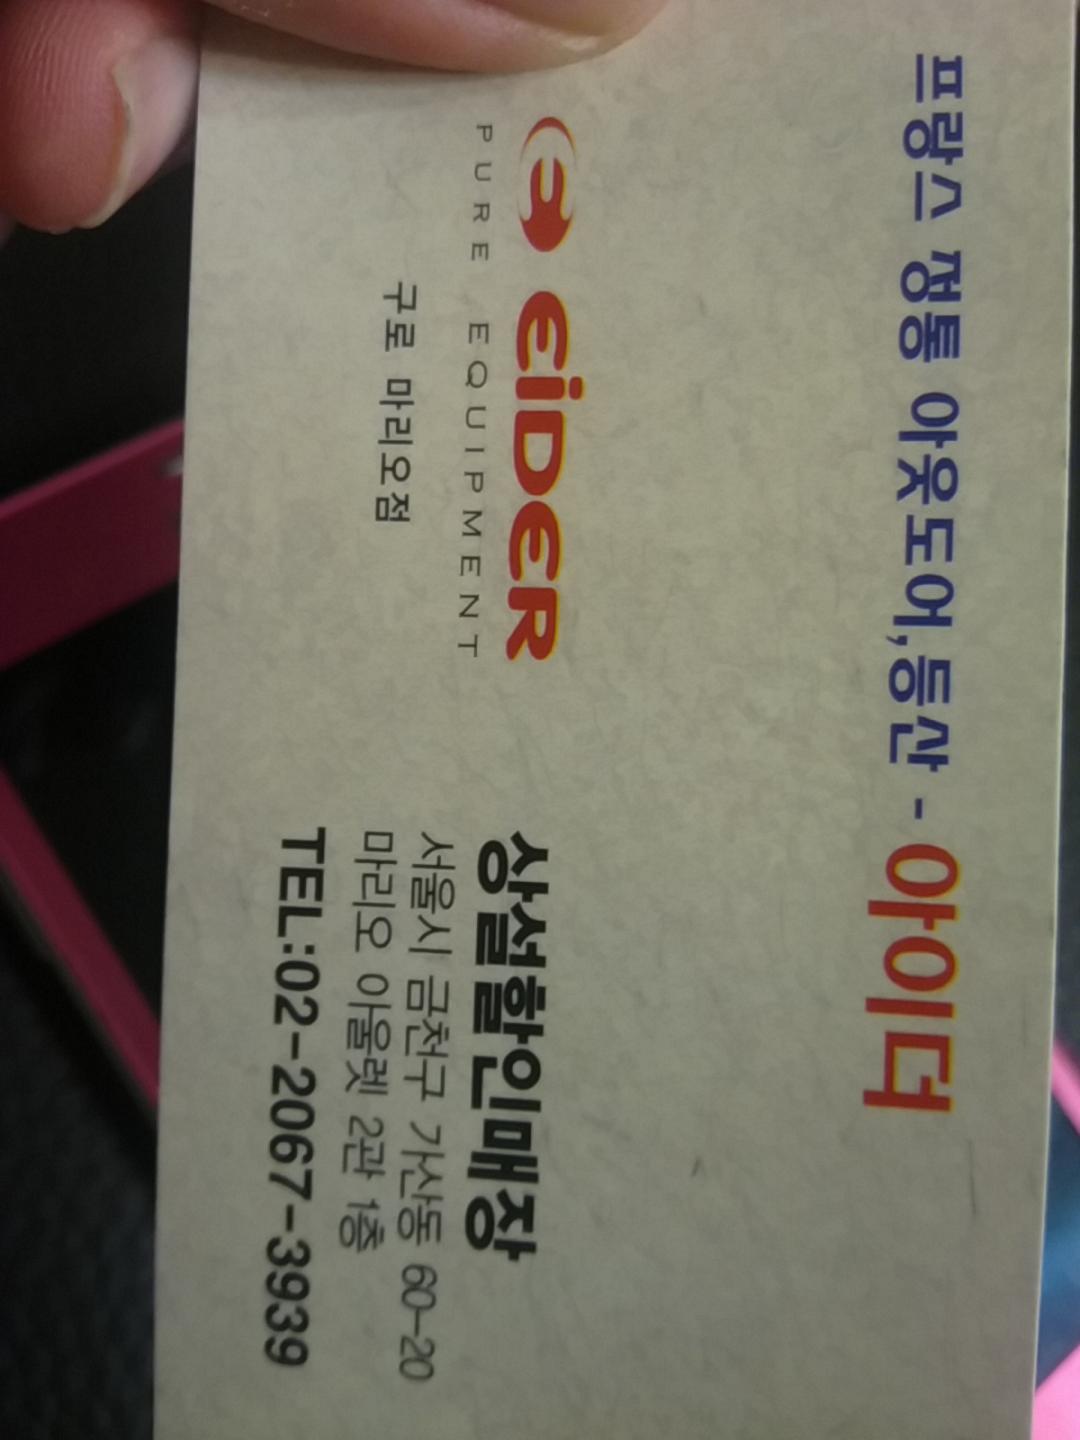 프랑스 정통 아웃도어,등산 - 아이더
EiDER
PURE EQUIPMENT
구로 마리오점
상설할인매장
서울시 금천구 가산동 60-20
마리오 아울렛 2관 1층
TEL:02-2067-3939